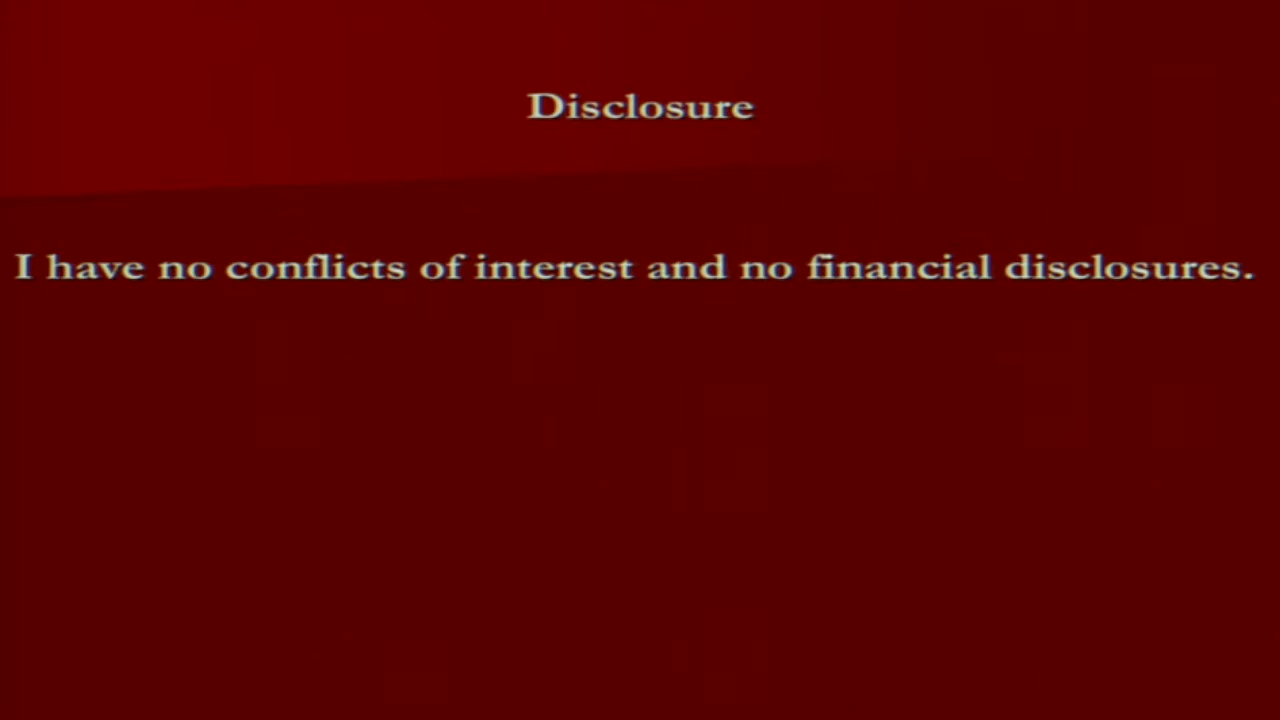 Disclosure
I have no conflicts of interest and no financial disclosures.